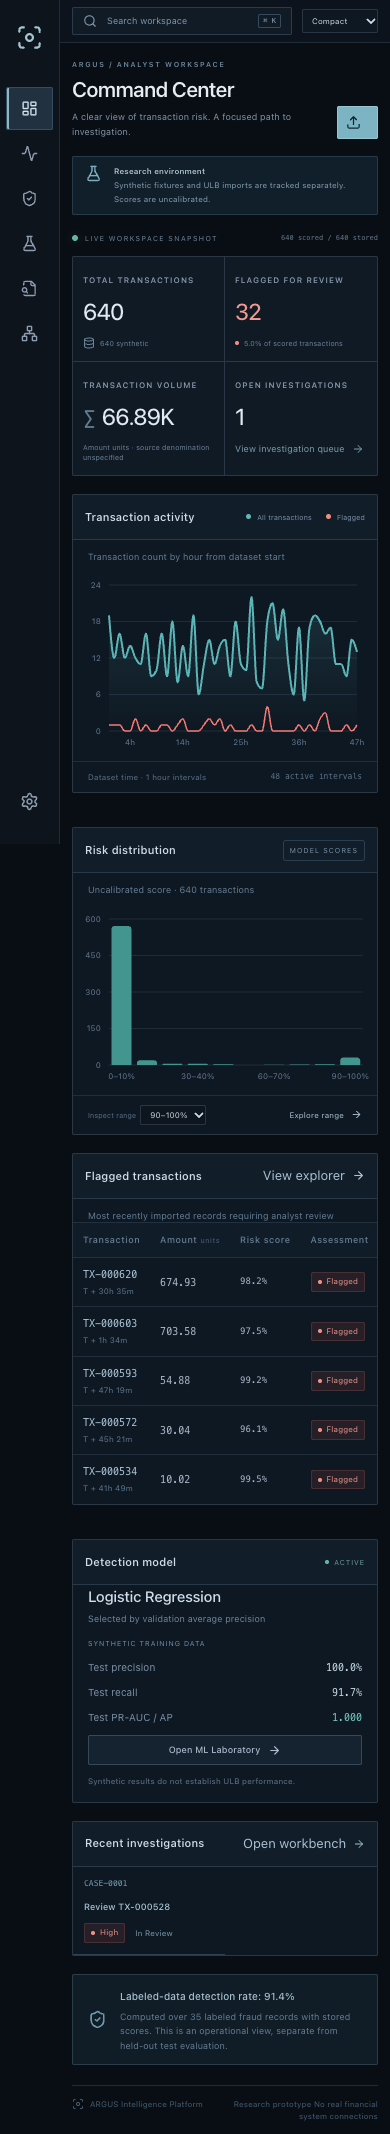 Search workspace
⌘ K
Compact
ARGUS / ANALYST WORKSPACE
Command Center
A clear view of transaction risk. A focused path to
investigation.
Research environment
Synthetic fixtures and ULB imports are tracked separately.
Scores are uncalibrated.
LIVE WORKSPACE SNAPSHOT
640 scored / 640 stored
TOTAL TRANSACTIONS
640
640 synthetic
FLAGGED FOR REVIEW
32
5.0% of scored transactions
TRANSACTION VOLUME
∑ 66.89K
Amount units · source denomination
unspecified
OPEN INVESTIGATIONS
1
View investigation queue
Transaction activity
All transactions
Flagged
Transaction count by hour from dataset start
24
18
12
6
0
4h 14h 25h 36h 47h
Dataset time · 1 hour intervals
48 active intervals
Risk distribution
MODEL SCORES
Uncalibrated score · 640 transactions
600
450
300
150
0
0–10% 30–40% 60–70% 90–100%
Inspect range
90–100%
Explore range
Flagged transactions
View explorer
Most recently imported records requiring analyst review
Transaction Amount units Risk score Assessment
TX-000620 674.93 98.2% Flagged
T + 30h 35m
TX-000603 703.58 97.5% Flagged
T + 1h 34m
TX-000593 54.88 99.2% Flagged
T + 47h 19m
TX-000572 30.04 96.1% Flagged
T + 45h 21m
TX-000534 10.02 99.5% Flagged
T + 41h 49m
Detection model
ACTIVE
Logistic Regression
Selected by validation average precision
SYNTHETIC TRAINING DATA
Test precision 100.0%
Test recall 91.7%
Test PR-AUC / AP 1.000
Open ML Laboratory
Synthetic results do not establish ULB performance.
Recent investigations
Open workbench
CASE-0001
Review TX-000528
High
In Review
Labeled-data detection rate: 91.4%
Computed over 35 labeled fraud records with stored
scores. This is an operational view, separate from
held-out test evaluation.
ARGUS Intelligence Platform
Research prototype No real financial
system connections